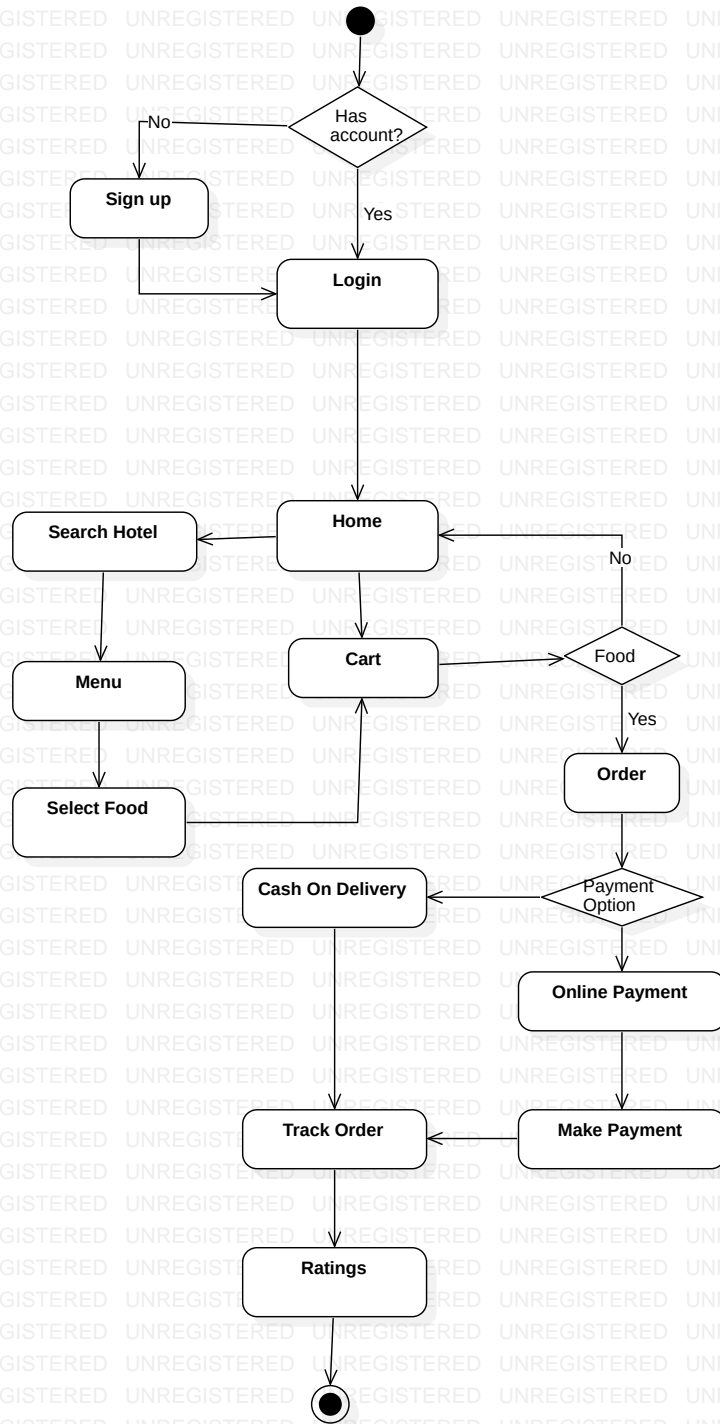 Has
account?
No
Sign up
Yes
Login
Home
Search Hotel
No
Cart
Food
Menu
Yes
Order
Select Food
Payment
Option
Cash On Delivery
Online Payment
Track Order
Make Payment
Ratings
UNREGISTERED